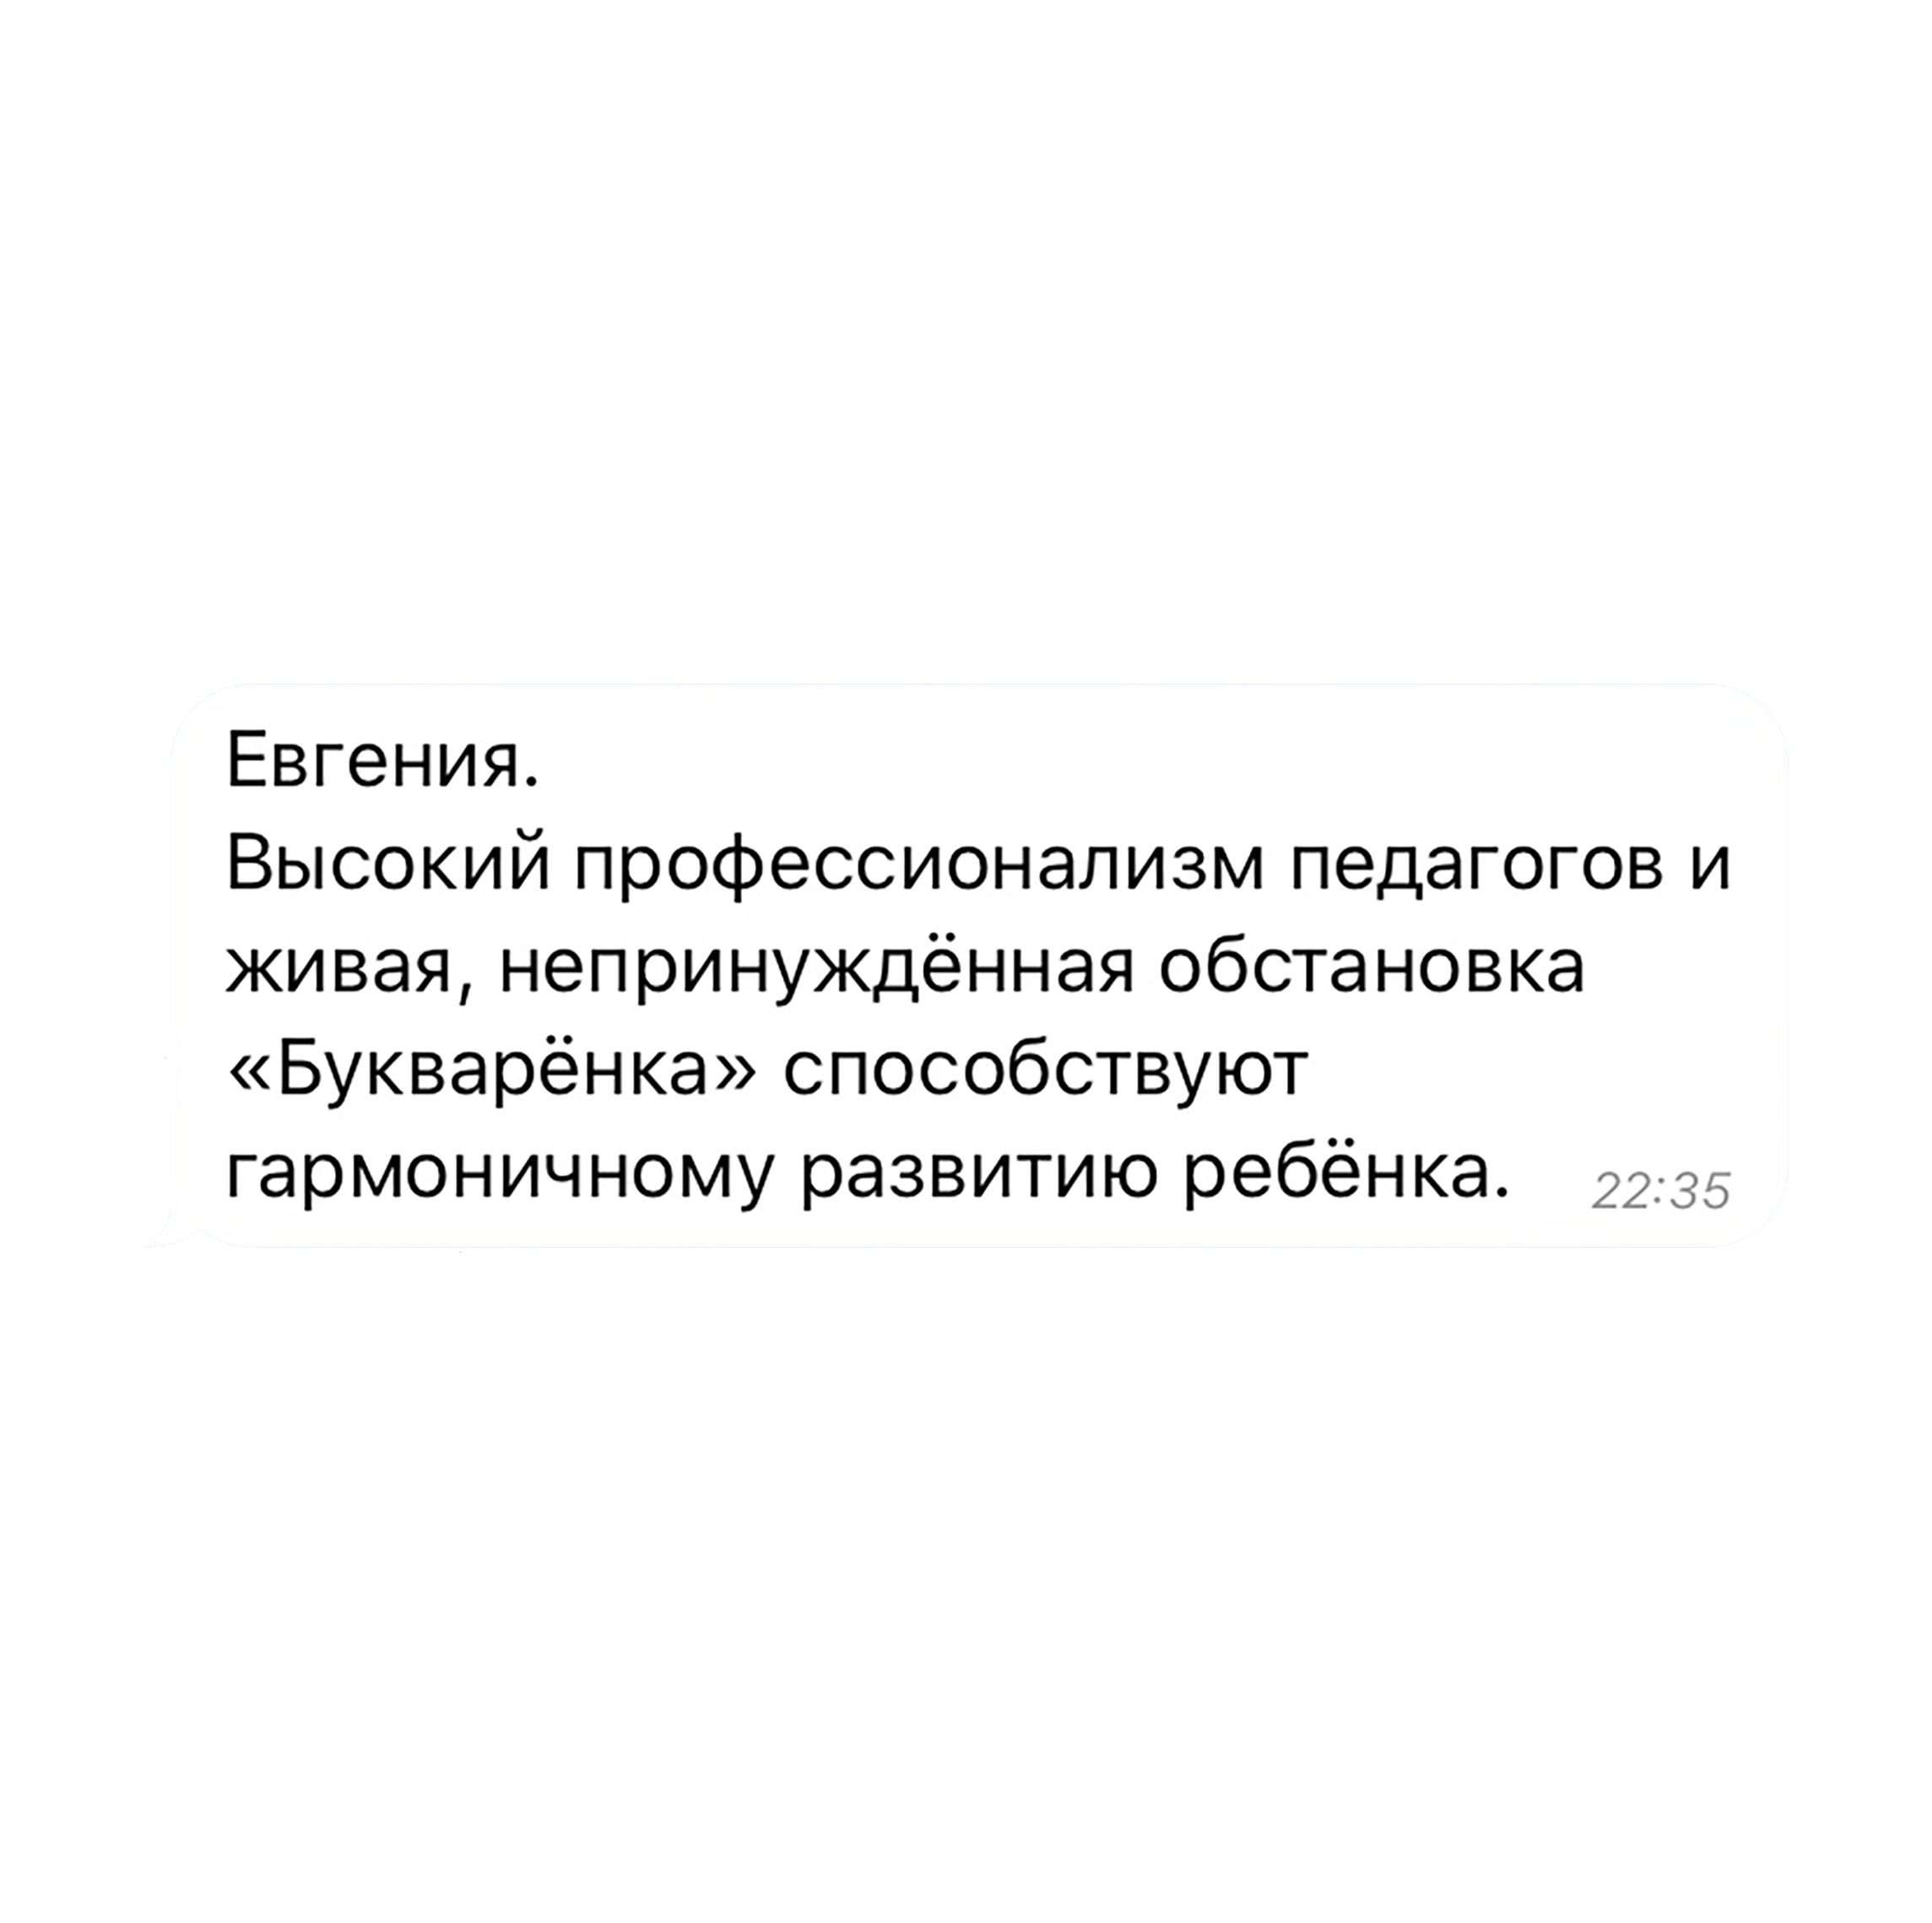 Евгения.
Высокий профессионализм педагогов и
живая, непринуждённая обстановка
«Букварёнка» способствуют
гармоничному развитию ребёнка.
22:35